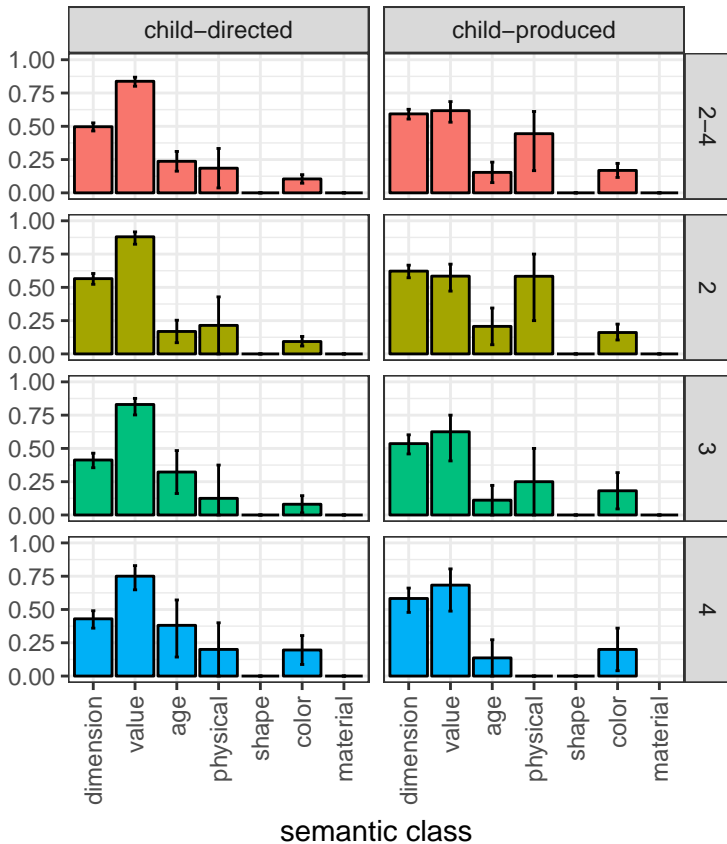 child−directed
child−produced
1.00
0.75
0.50
0.25
0.00
2−4
1.00
0.75
0.50
0.25
0.00
2
1.00
0.75
0.50
0.25
0.00
3
1.00
0.75
0.50
0.25
0.00
4
dimension
value
age
physical
shape
color
material
dimension
value
age
physical
shape
color
material
semantic class